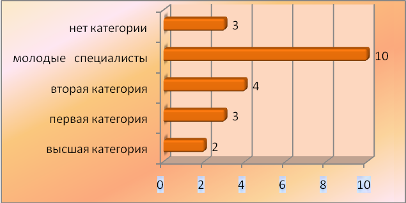 нет категории 3
молодые специалисты 10
вторая категория 4
первая категория 3
высшая категория 2
0 2 4 6 8 10